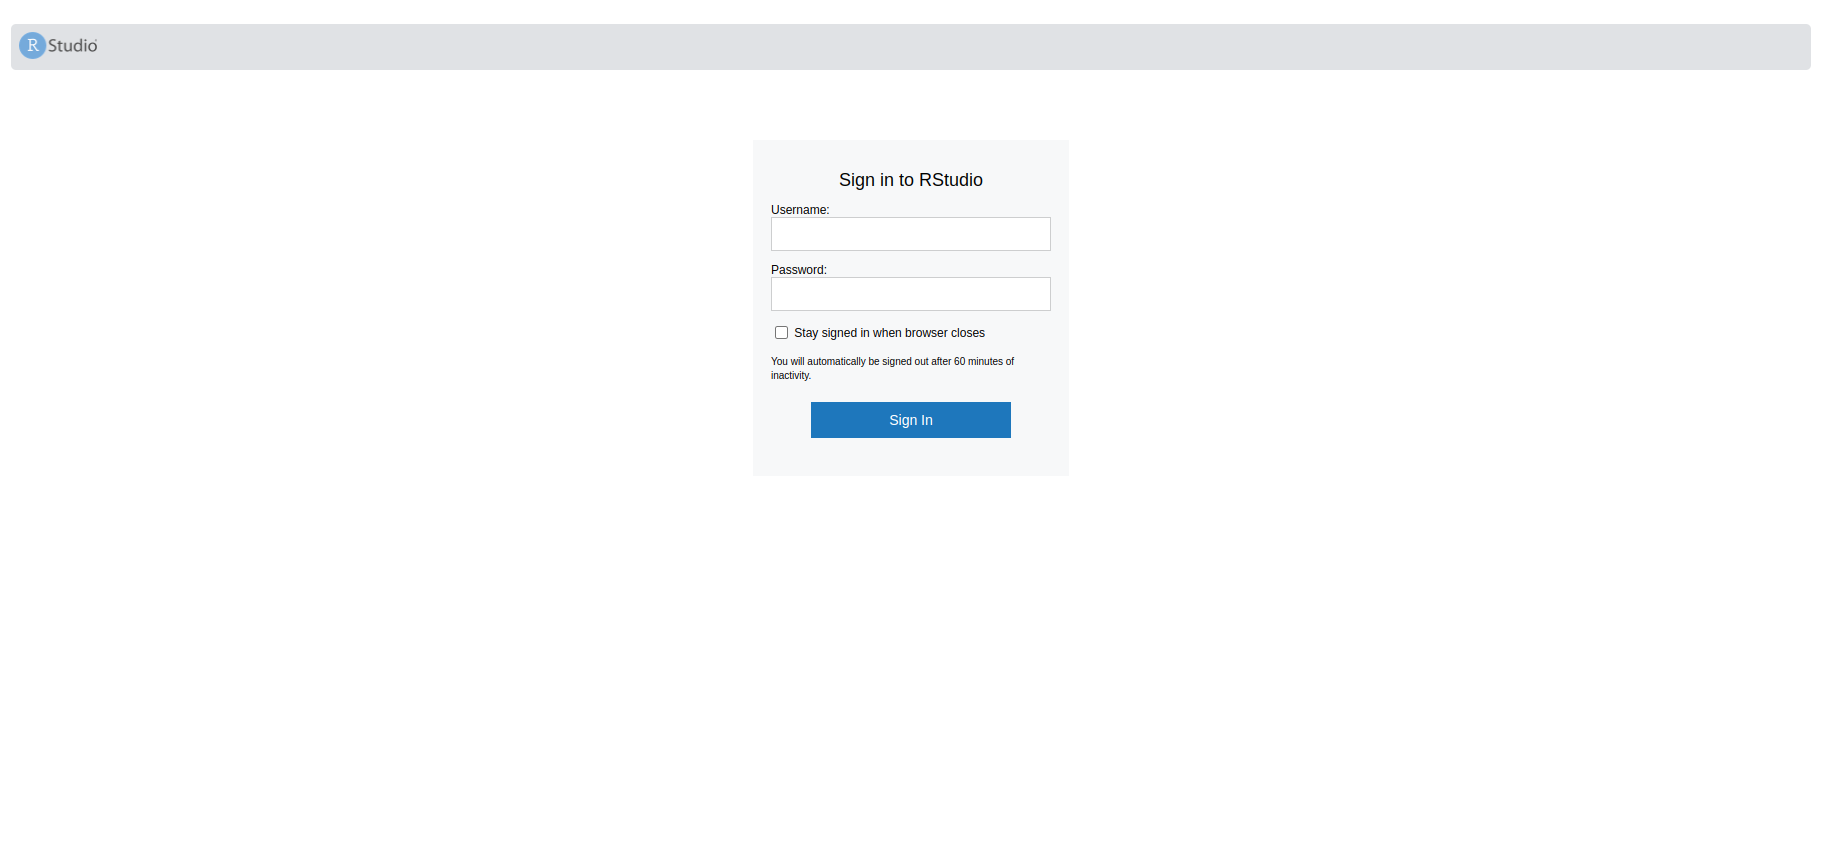 R Studio
Sign in to RStudio
Username:
Password:
Stay signed in when browser closes
You will automatically be signed out after 60 minutes of
inactivity.
Sign In